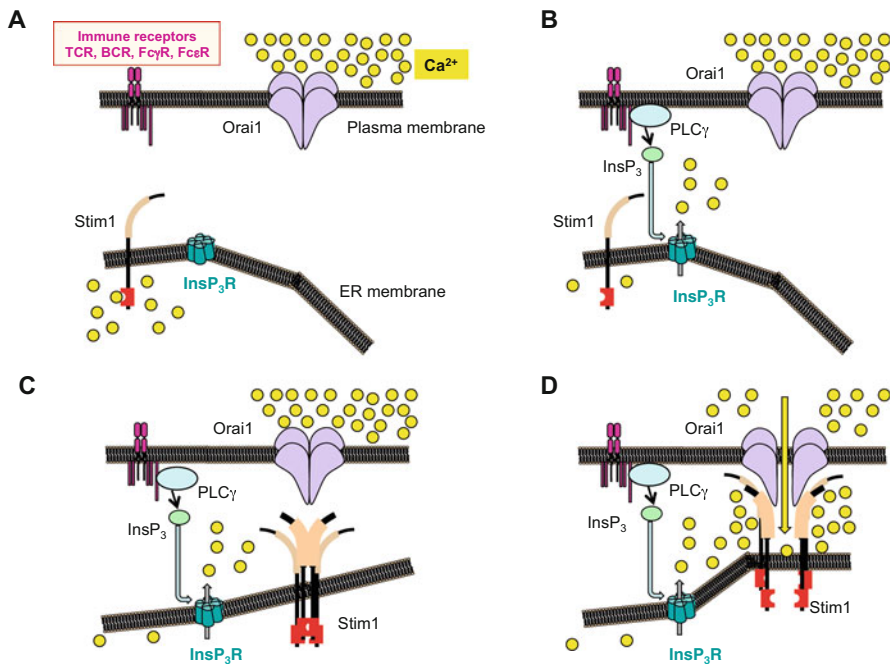 A
Immune receptors
TCR, BCR, FcγR, FcεR
Ca²⁺
Orai1
Plasma membrane
Stim1
InsP₃R
ER membrane
B
Orai1
PLCγ
InsP₃
Stim1
InsP₃R
C
Orai1
PLCγ
InsP₃
Stim1
InsP₃R
D
Orai1
PLCγ
InsP₃
Stim1
InsP₃R